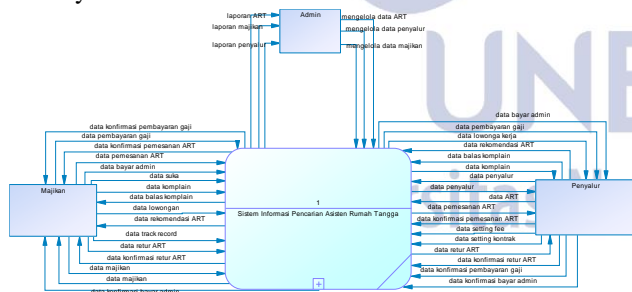 laporan ART
laporan majikan
laporan penyalur
Admin
mengelola data ART
mengelola data penyalur
mengelola data majikan
data konfirmasi pembayaran gaji
data pembayaran gaji
data konfirmasi pemesanan ART
data pemesanan ART
data bayar admin
data suka
data komplain
data balas komplain
data lowongan
data rekomendasi ART
data track record
data retur ART
data konfirmasi retur ART
data majikan
data majikan
data konfirmasi bayar admin
Majikan
1
Sistem Informasi Pencarian Asisten Rumah Tangga
data bayar admin
data pembayaran gaji
data lowonga kerja
data rekomendasi ART
data balas komplain
data komplain
data penyalur
data penyalur
data ART
data pemesanan ART
data konfirmasi pemesanan ART
data setting fee
data setting kontrak
data retur ART
data konfirmasi retur ART
data konfirmasi pembayaran gaji
data konfirmasi bayar admin
Penyalur
UNE